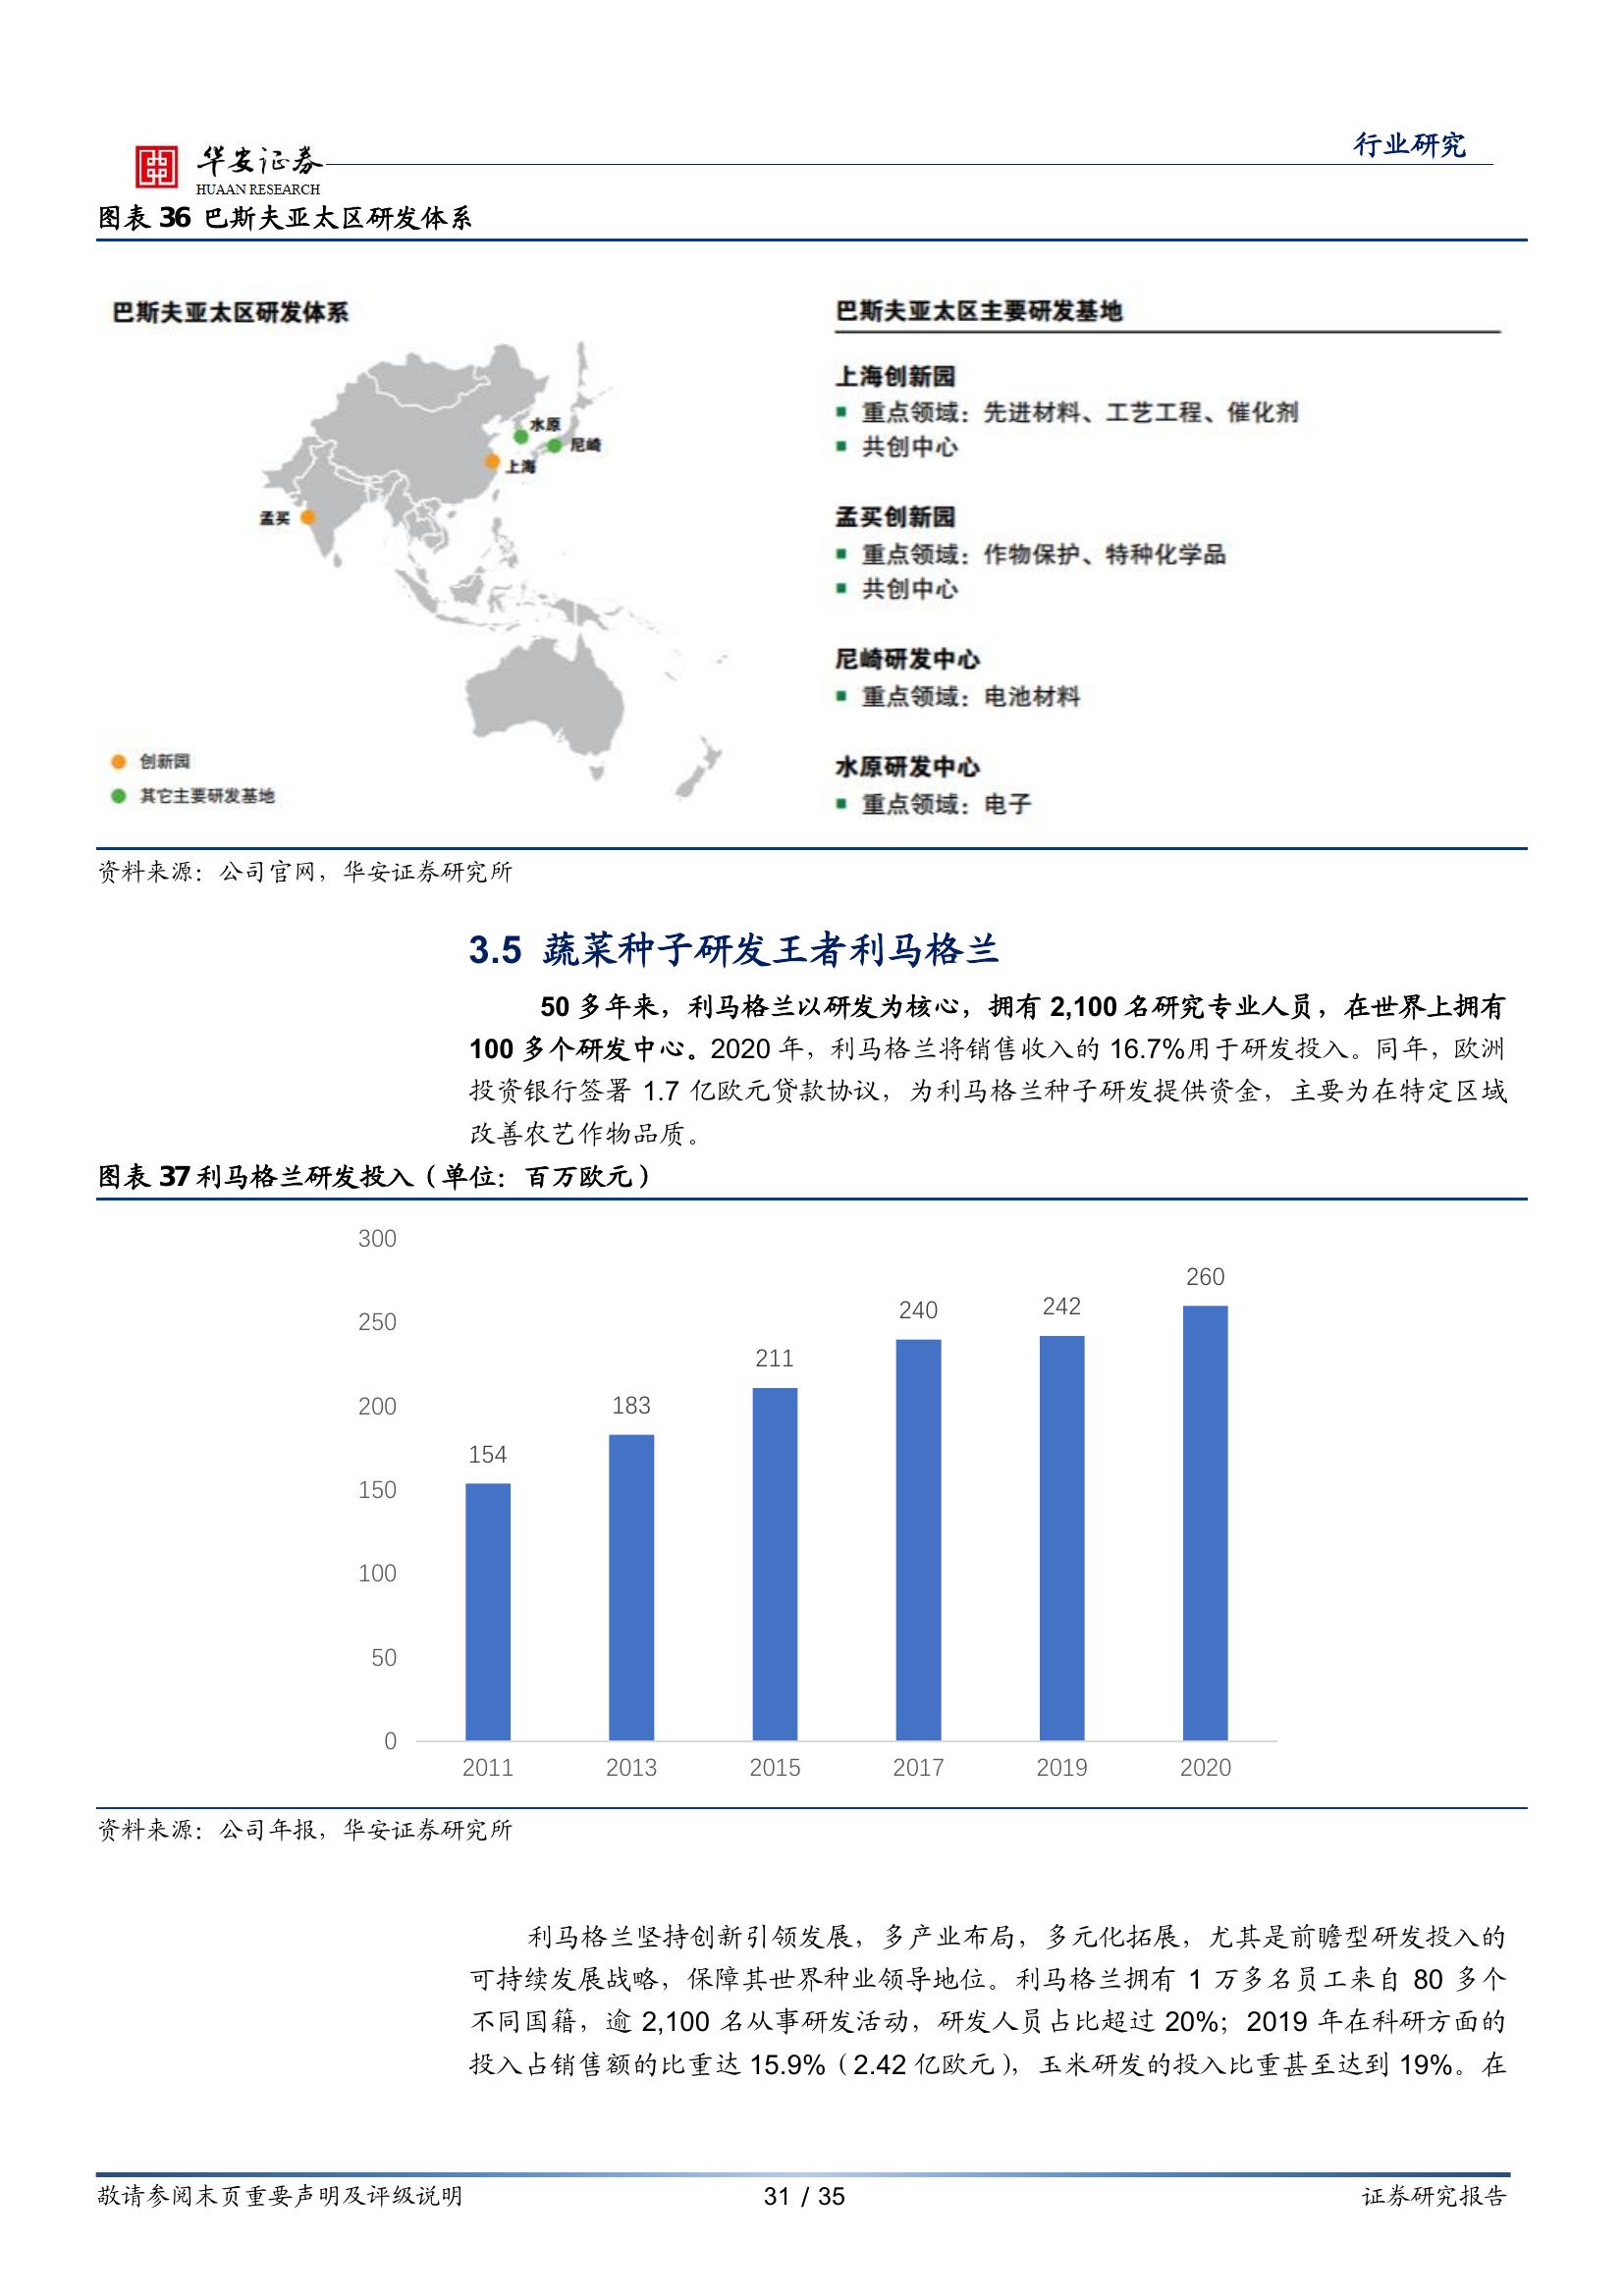 华安证券
HUAAN RESEARCH
行业研究
图表 36 巴斯夫亚太区研发体系
巴斯夫亚太区研发体系
水原
尼崎
上海
孟买
创新园
其它主要研发基地
巴斯夫亚太区主要研发基地
上海创新园
重点领域：先进材料、工艺工程、催化剂
共创中心
孟买创新园
重点领域：作物保护、特种化学品
共创中心
尼崎研发中心
重点领域：电池材料
水原研发中心
重点领域：电子
资料来源：公司官网，华安证券研究所
3.5 蔬菜种子研发王者利马格兰
50 多年来，利马格兰以研发为核心，拥有 2,100 名研究专业人员，在世界上拥有
100 多个研发中心。2020 年，利马格兰将销售收入的 16.7%用于研发投入。同年，欧洲
投资银行签署 1.7 亿欧元贷款协议，为利马格兰种子研发提供资金，主要为在特定区域
改善农艺作物品质。
图表 37 利马格兰研发投入（单位：百万欧元）
300
250
200
150
100
50
0
154
183
211
240
242
260
2011
2013
2015
2017
2019
2020
资料来源：公司年报，华安证券研究所
利马格兰坚持创新引领发展，多产业布局，多元化拓展，尤其是前瞻型研发投入的
可持续发展战略，保障其世界种业领导地位。利马格兰拥有 1 万多名员工来自 80 多个
不同国籍，逾 2,100 名从事研发活动，研发人员占比超过 20%；2019 年在科研方面的
投入占销售额的比重达 15.9%（2.42 亿欧元），玉米研发的投入比重甚至达到 19%。在
敬请参阅末页重要声明及评级说明
31 / 35
证券研究报告